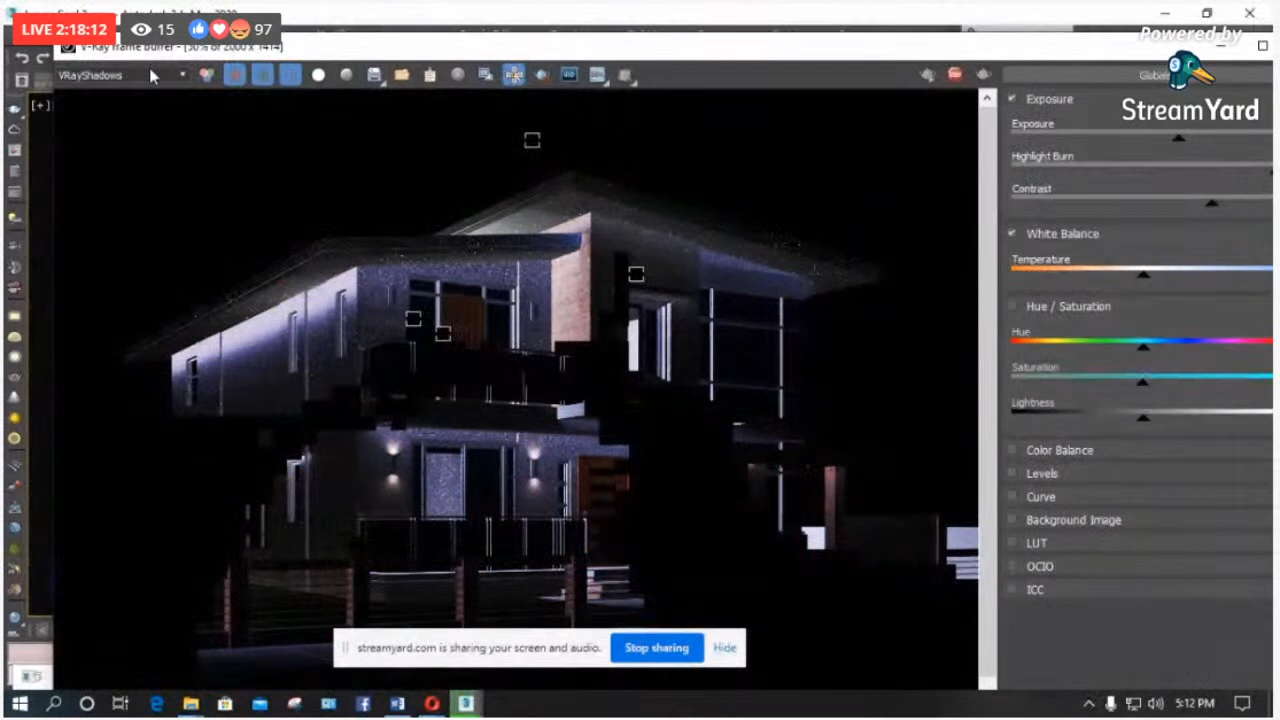 LIVE 2:18:12
15
97
Powered by
StreamYard
V-Ray frame Buffer - [50% of 2000 x 1414]
VRayShadows
[+]
Exposure
Exposure
Highlight Burn
Contrast
White Balance
Temperature
Hue / Saturation
Hue
Saturation
Lightness
Color Balance
Levels
Curve
Background Image
LUT
OCIO
ICC
streamyard.com is sharing your screen and audio.
Stop sharing
Hide
5:12 PM